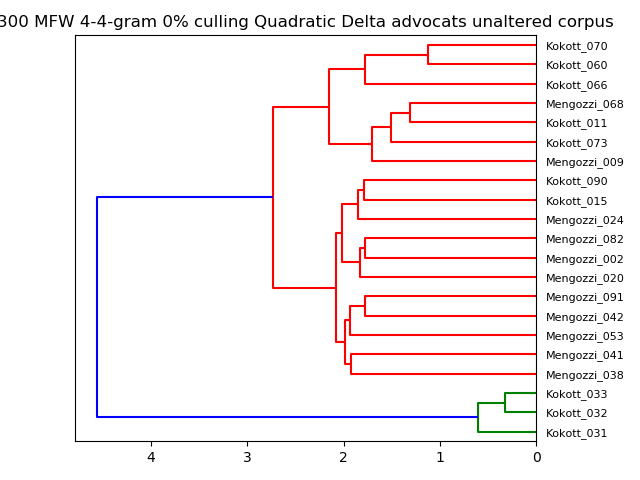 300 MFW 4-4-gram 0% culling Quadratic Delta advocats unaltered corpus
Kokott_070
Kokott_060
Kokott_066
Mengozzi_068
Kokott_011
Kokott_073
Mengozzi_009
Kokott_090
Kokott_015
Mengozzi_024
Mengozzi_082
Mengozzi_002
Mengozzi_020
Mengozzi_091
Mengozzi_042
Mengozzi_053
Mengozzi_041
Mengozzi_038
Kokott_033
Kokott_032
Kokott_031
4 3 2 1 0